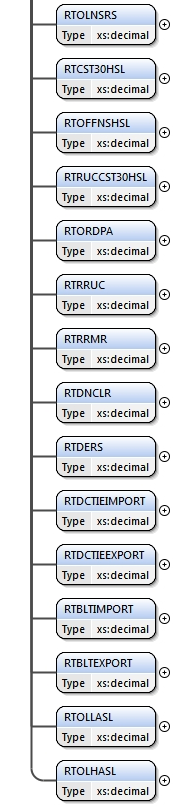 RTOLNSRS
Type xs:decimal
RTCST30HSL
Type xs:decimal
RTOFFNSHSL
Type xs:decimal
RTRUCCST30HSL
Type xs:decimal
RTORDPA
Type xs:decimal
RTRRUC
Type xs:decimal
RTRRMR
Type xs:decimal
RTDNCLR
Type xs:decimal
RTDERS
Type xs:decimal
RTDCTIEIMPORT
Type xs:decimal
RTDCTIEEXPORT
Type xs:decimal
RTBLTIMPORT
Type xs:decimal
RTBLTEXPORT
Type xs:decimal
RTOLLASL
Type xs:decimal
RTOLHASL
Type xs:decimal